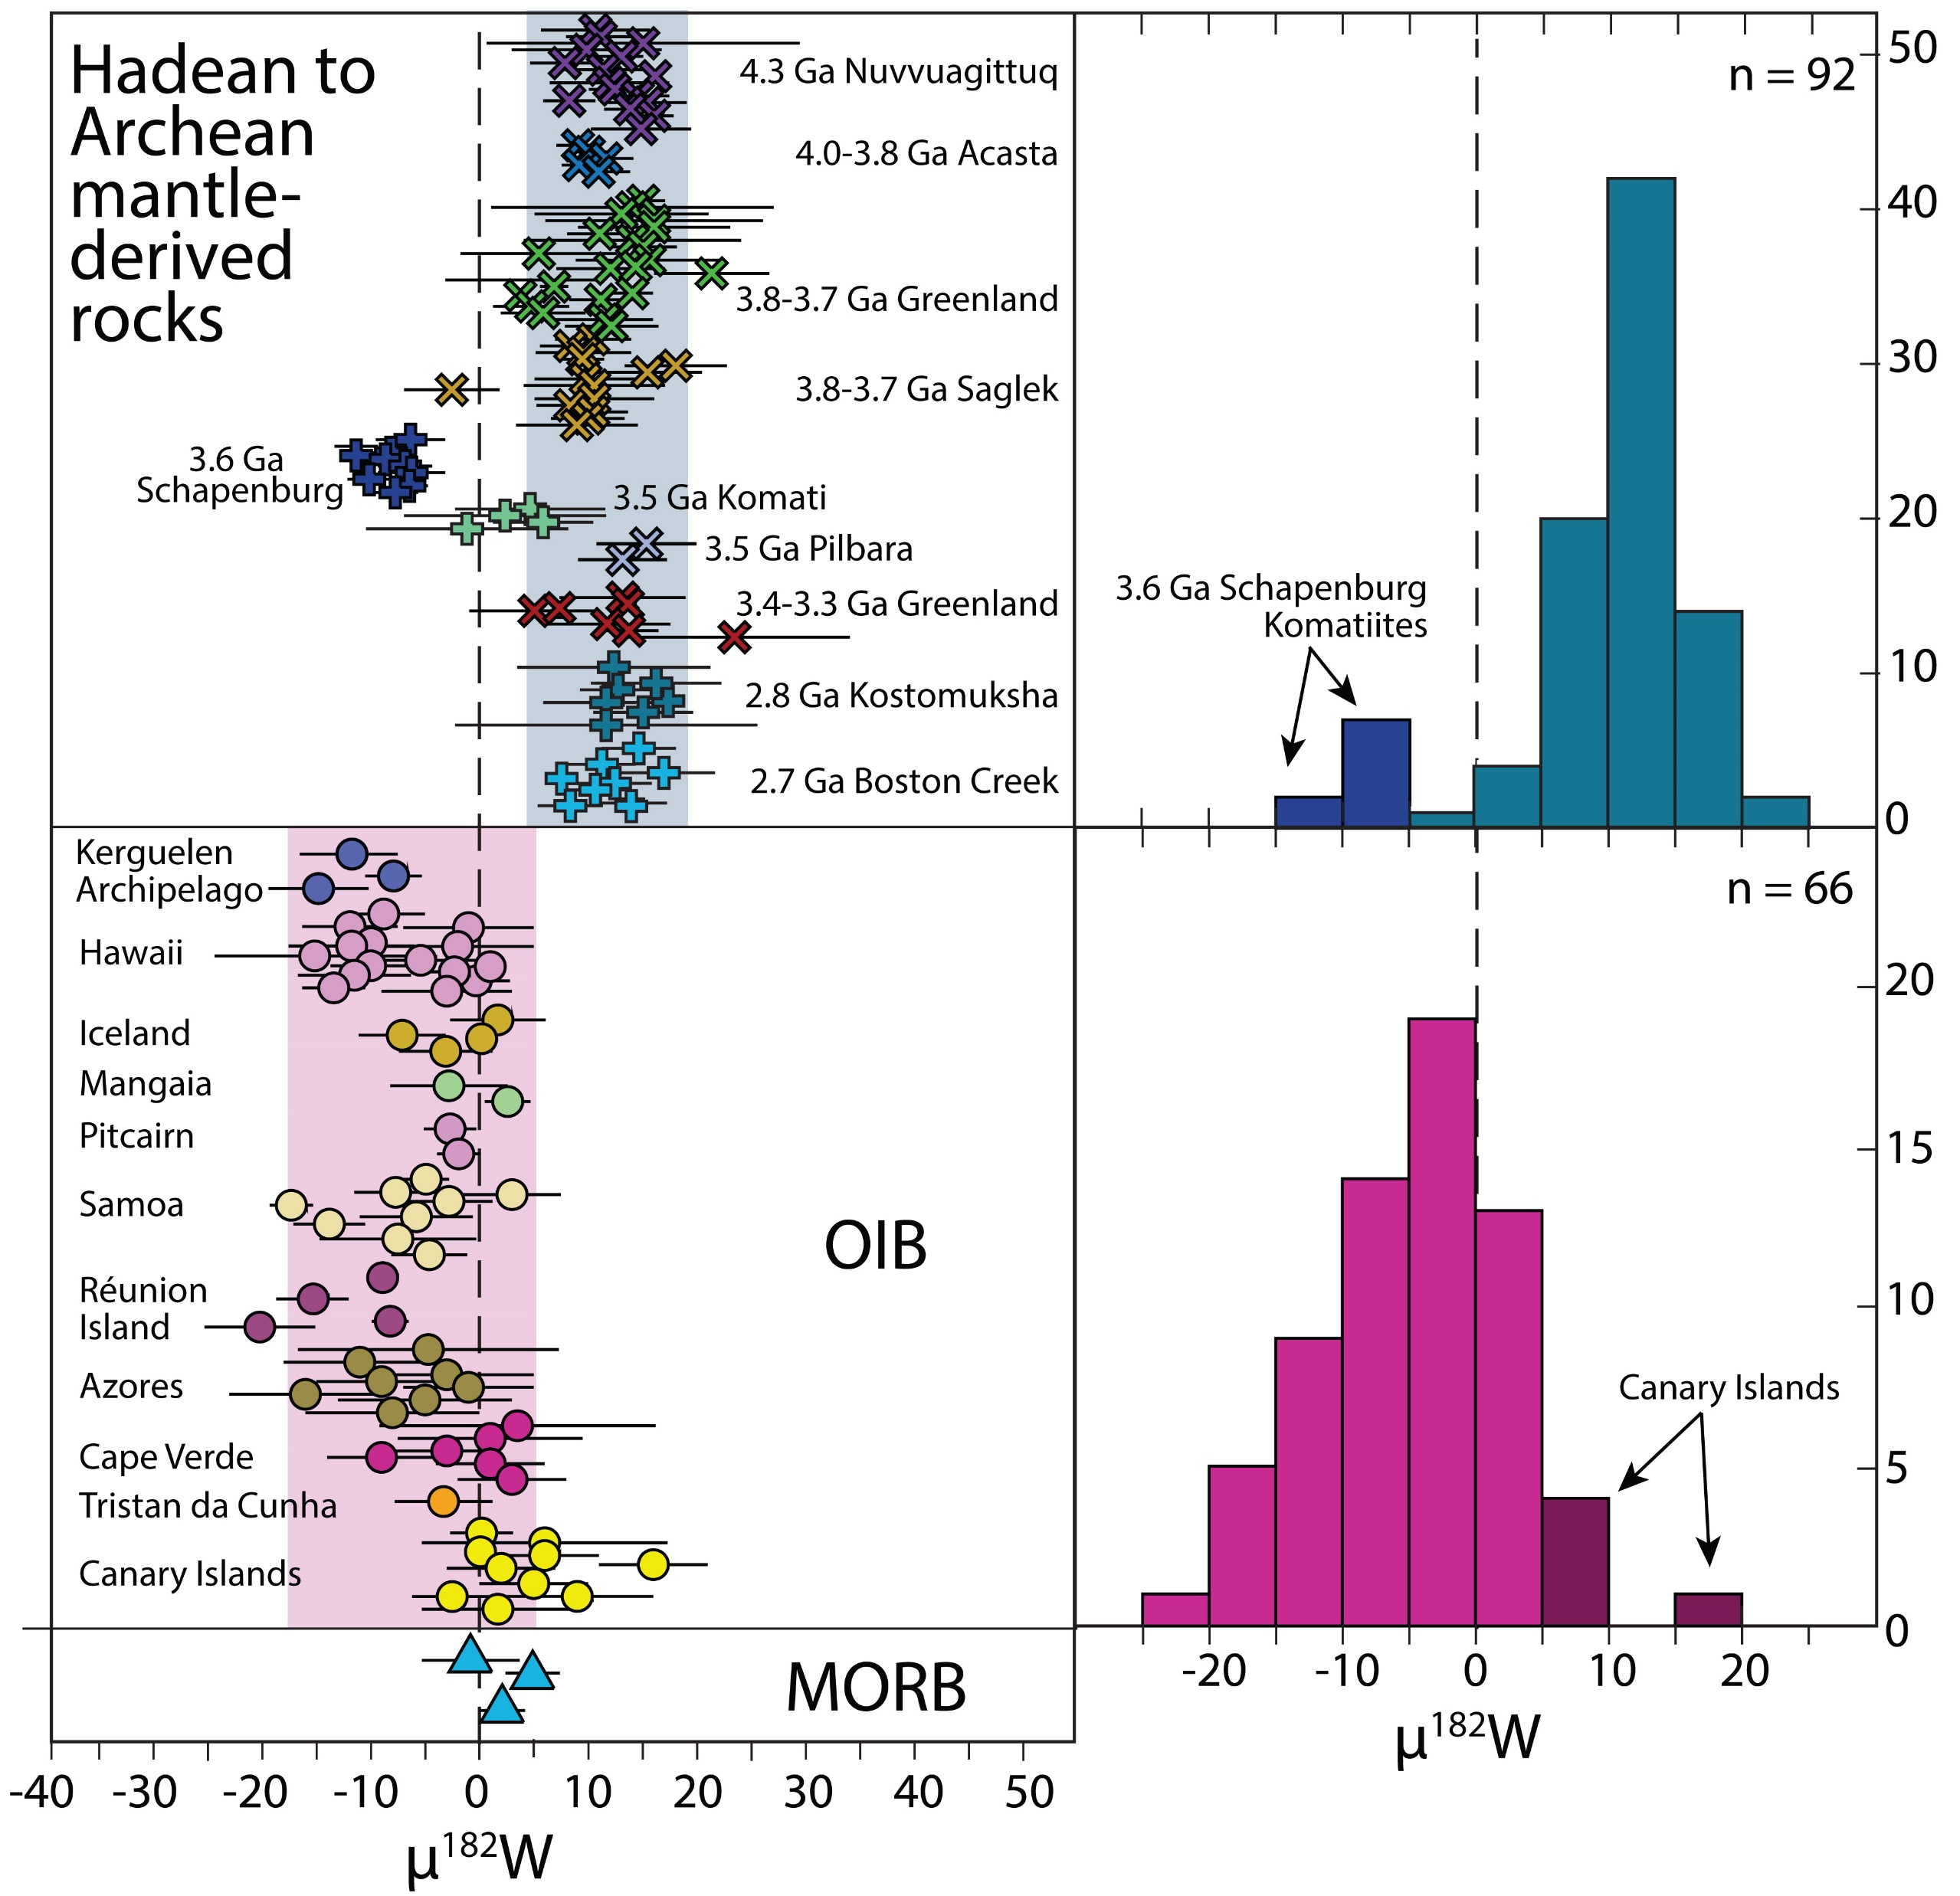 Hadean to
Archean
mantle-
derived
rocks
4.3 Ga Nuvvuagittuq
4.0-3.8 Ga Acasta
3.8-3.7 Ga Greenland
3.8-3.7 Ga Saglek
3.6 Ga
Schapenburg
3.5 Ga Komati
3.5 Ga Pilbara
3.4-3.3 Ga Greenland
2.8 Ga Kostomuksha
2.7 Ga Boston Creek
n = 92
50
40
30
20
10
0
3.6 Ga Schapenburg
Komatiites
Kerguelen
Archipelago
Hawaii
Iceland
Mangaia
Pitcairn
Samoa
Réunion
Island
Azores
Cape Verde
Tristan da Cunha
Canary Islands
OIB
MORB
-40 -30 -20 -10 0 10 20 30 40 50
μ¹⁸²W
n = 66
20
15
10
5
0
Canary Islands
-20 -10 0 10 20
μ¹⁸²W